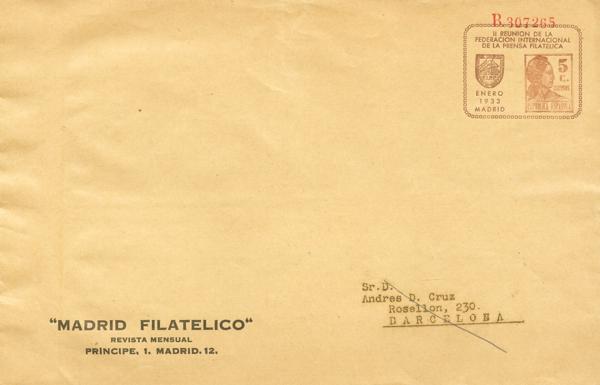 B.307265
II REUNION DE LA
FEDERACION INTERNACIONAL
DE LA PRENSA FILATELICA
5
C.
ENERO
1933
MADRID
REPUBLICA ESPAÑOLA
Sr.D.
Andres D. Cruz
Rosellon, 230.
BARCELONA
"MADRID FILATELICO"
REVISTA MENSUAL
PRÍNCIPE, 1. MADRID.12.